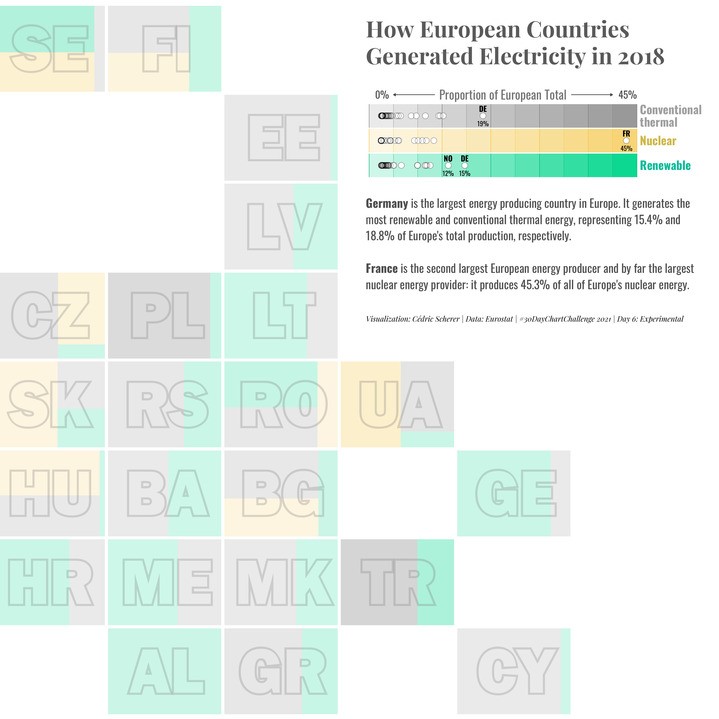 How European Countries
Generated Electricity in 2018
0% Proportion of European Total 45%
DE
19%
Conventional
thermal
FR
45%
Nuclear
NO DE
12% 15%
Renewable
Germany is the largest energy producing country in Europe. It generates the
most renewable and conventional thermal energy, representing 15.4% and
18.8% of Europe's total production, respectively.
France is the second largest European energy producer and by far the largest
nuclear energy provider: it produces 45.3% of all of Europe's nuclear energy.
Visualization: Cédric Scherer | Data: Eurostat | #30DayChartChallenge 2021 | Day 6: Experimental
SE FI
EE
LV
CZ PL LT
SK RS RO UA
HU BA BG GE
HR ME MK TR
AL GR CY